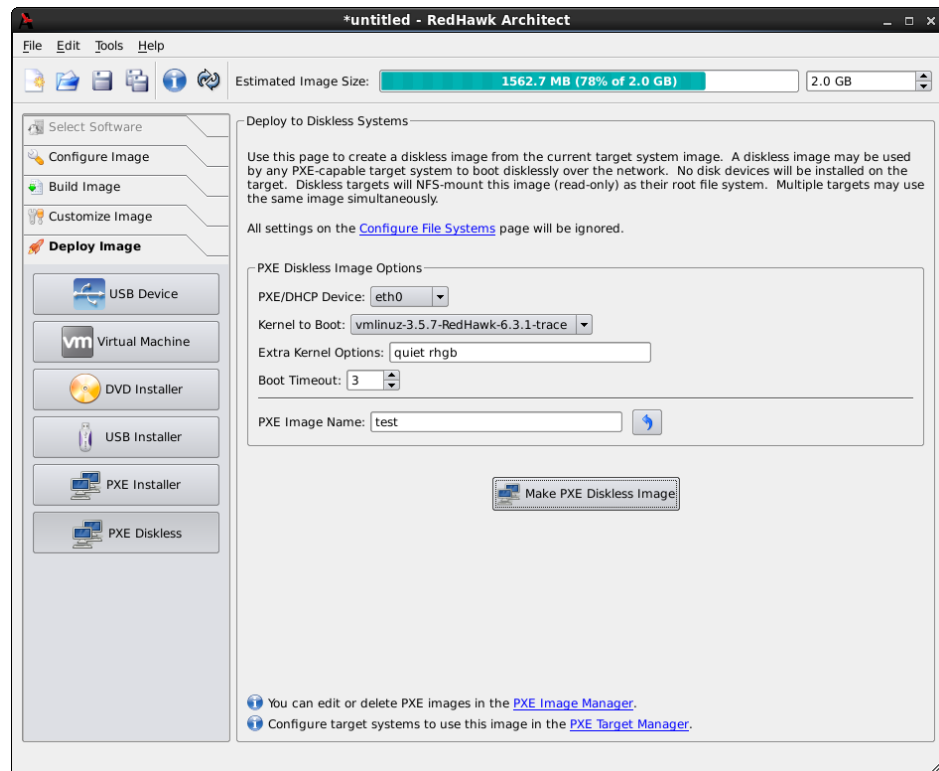 *untitled - RedHawk Architect
File Edit Tools Help
Estimated Image Size: 1562.7 MB (78% of 2.0 GB) 2.0 GB
Select Software
Configure Image
Build Image
Customize Image
Deploy Image
USB Device
vm Virtual Machine
DVD Installer
USB Installer
PXE Installer
PXE Diskless
Deploy to Diskless Systems
Use this page to create a diskless image from the current target system image. A diskless image may be used
by any PXE-capable target system to boot disklessly over the network. No disk devices will be installed on the
target. Diskless targets will NFS-mount this image (read-only) as their root file system. Multiple targets may use
the same image simultaneously.
All settings on the Configure File Systems page will be ignored.
PXE Diskless Image Options
PXE/DHCP Device: eth0
Kernel to Boot: vmlinuz-3.5.7-RedHawk-6.3.1-trace
Extra Kernel Options: quiet rhgb
Boot Timeout: 3
PXE Image Name: test
Make PXE Diskless Image
You can edit or delete PXE images in the PXE Image Manager.
Configure target systems to use this image in the PXE Target Manager.